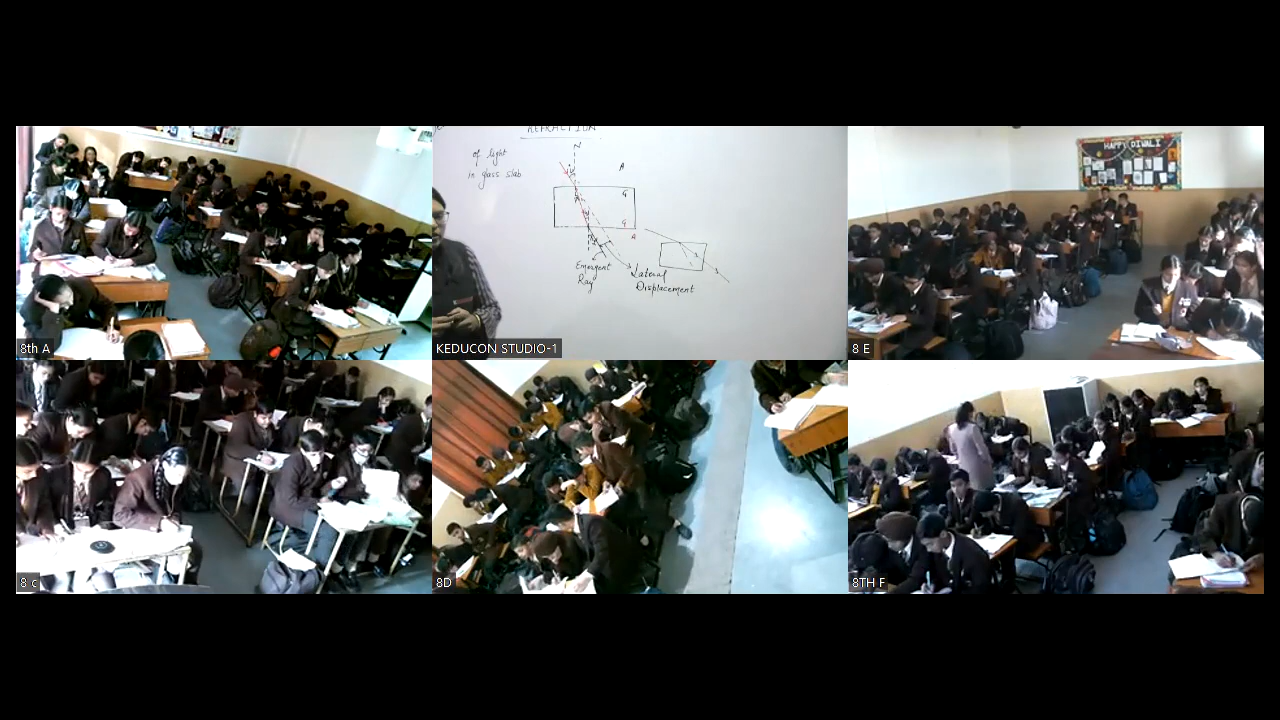 REFRACTION
of light
in glass slab
N
A
G
G
A
Emergent
Ray
Lateral
Displacement
HAPPY DIWALI
8th A
KEDUCON STUDIO-1
8 E
8 c
8D
8TH F